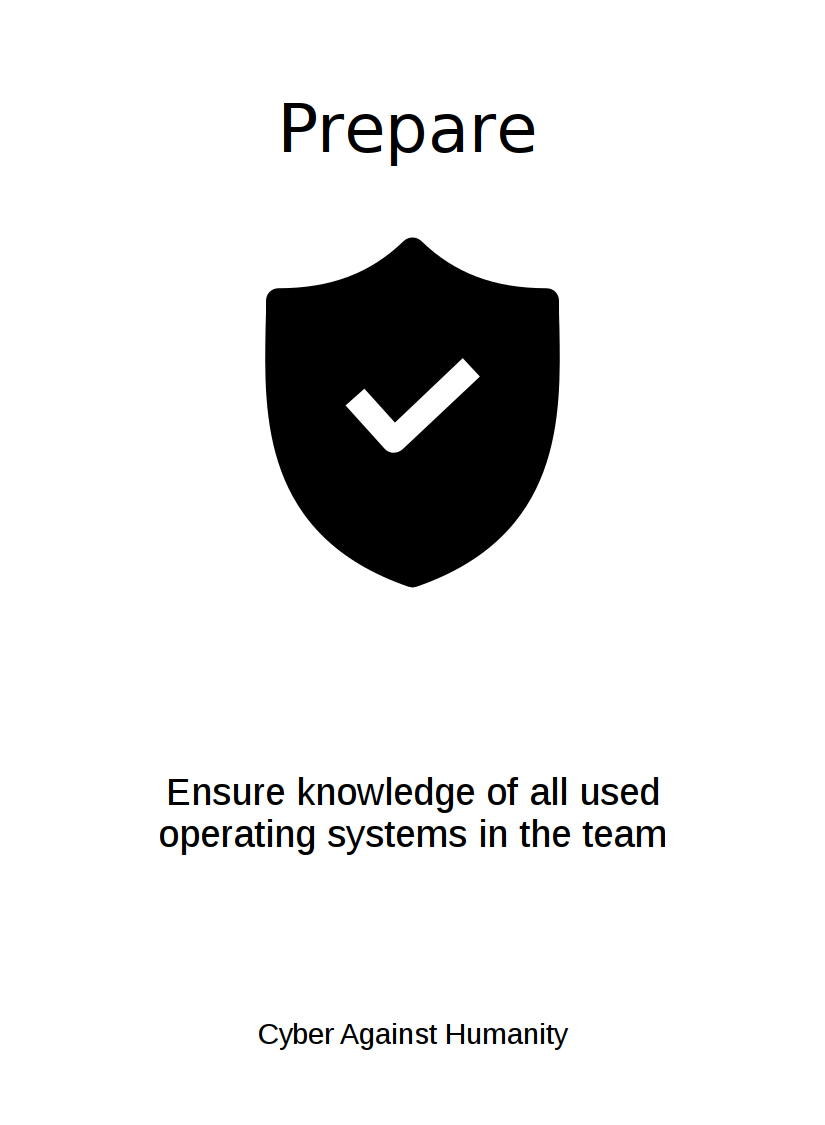 Prepare
Ensure knowledge of all used
operating systems in the team
Cyber Against Humanity